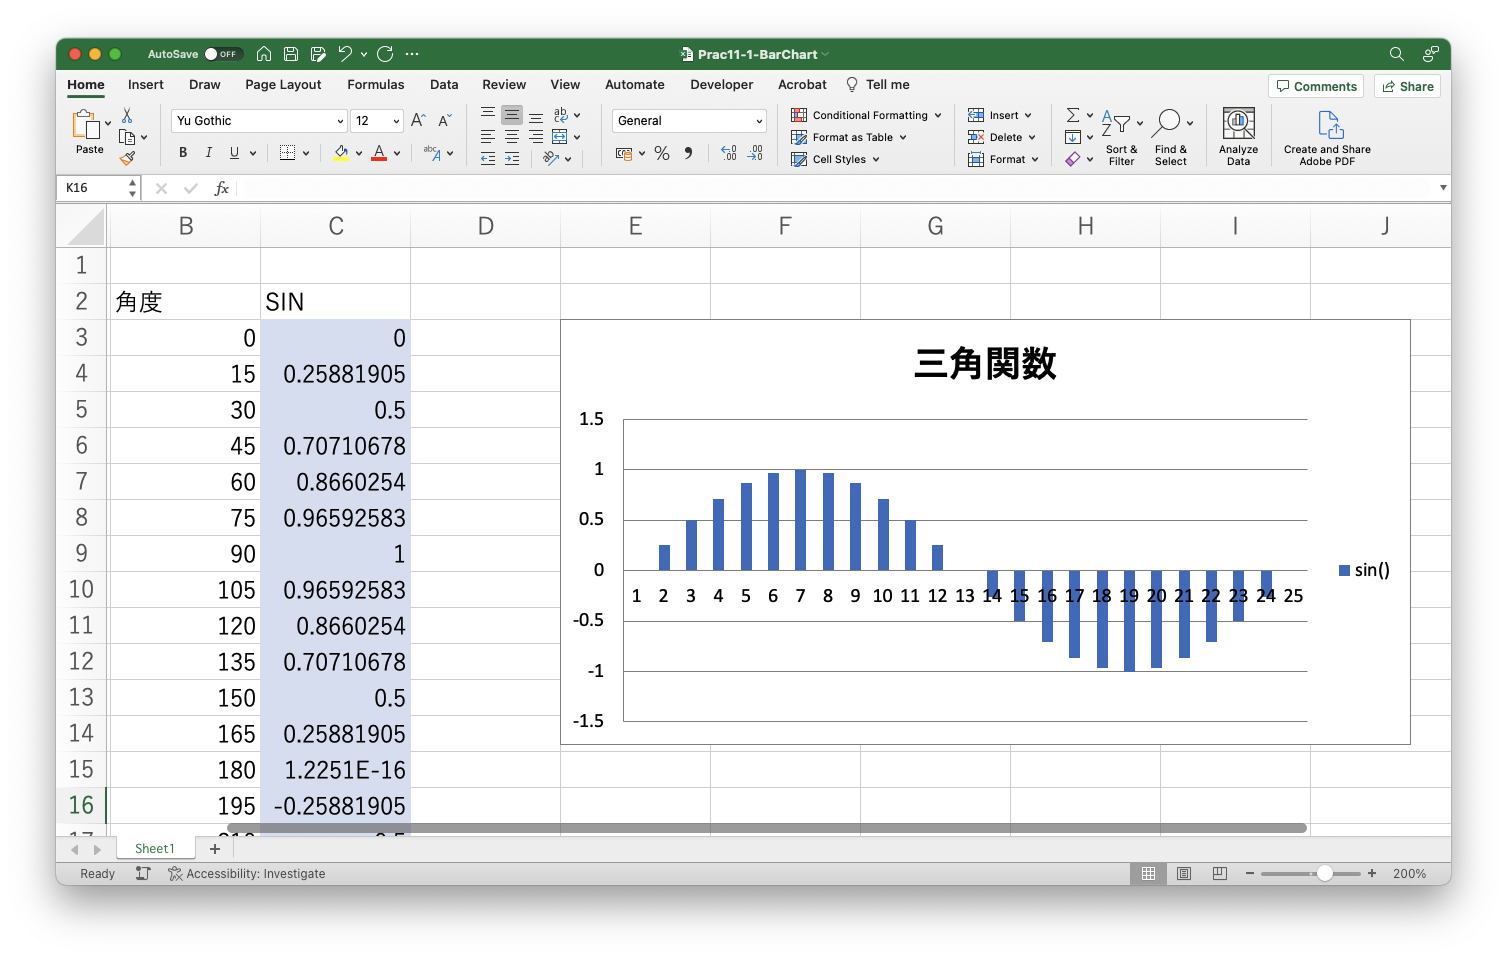 AutoSave OFF Prac11-1-BarChart
Home Insert Draw Page Layout Formulas Data Review View Automate Developer Acrobat Tell me Comments Share
Paste
Yu Gothic 12
General
Conditional Formatting
Format as Table
Cell Styles
Insert
Delete
Format
Sort & Filter
Find & Select
Analyze Data
Create and Share Adobe PDF
K16 fx
B C D E F G H I J
1
2 角度 SIN
3 0 0
4 15 0.25881905
5 30 0.5
6 45 0.70710678
7 60 0.8660254
8 75 0.96592583
9 90 1
10 105 0.96592583
11 120 0.8660254
12 135 0.70710678
13 150 0.5
14 165 0.25881905
15 180 1.2251E-16
16 195 -0.25881905
三角関数
1.5
1
0.5
0
-0.5
-1
-1.5
1 2 3 4 5 6 7 8 9 10 11 12 13 14 15 16 17 18 19 20 21 22 23 24 25
sin()
Sheet1
Ready Accessibility: Investigate 200%